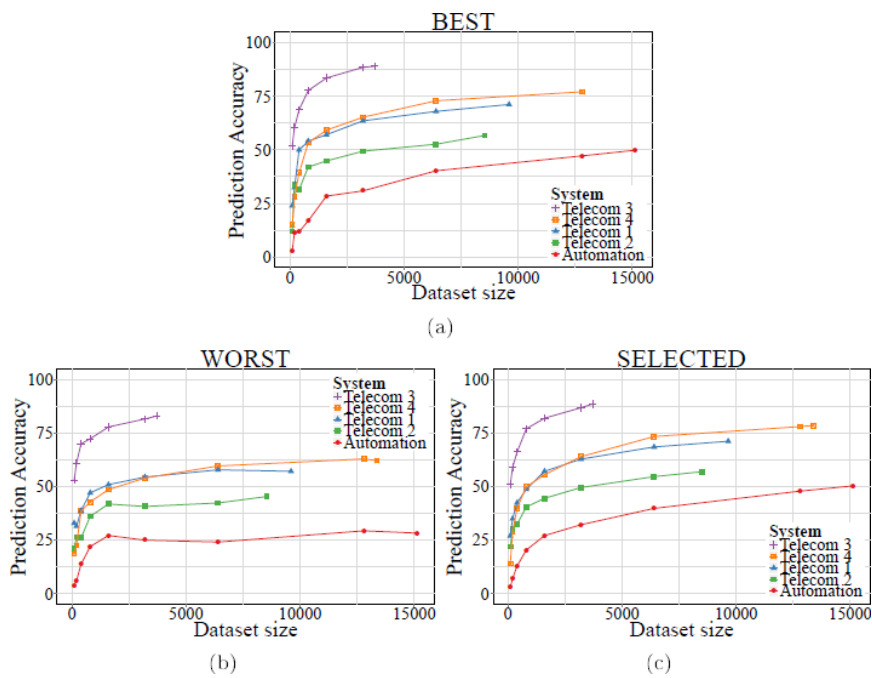 BEST
Prediction Accuracy
100
75
50
25
0
System
Telecom 3
Telecom 4
Telecom 1
Telecom 2
Automation
0 5000 10000 15000
Dataset size
(a)
WORST
Prediction Accuracy
100
75
50
25
0
System
Telecom 3
Telecom 4
Telecom 1
Telecom 2
Automation
0 5000 10000 15000
Dataset size
(b)
SELECTED
Prediction Accuracy
100
75
50
25
0
System
Telecom 3
Telecom 4
Telecom 1
Telecom 2
Automation
0 5000 10000 15000
Dataset size
(c)